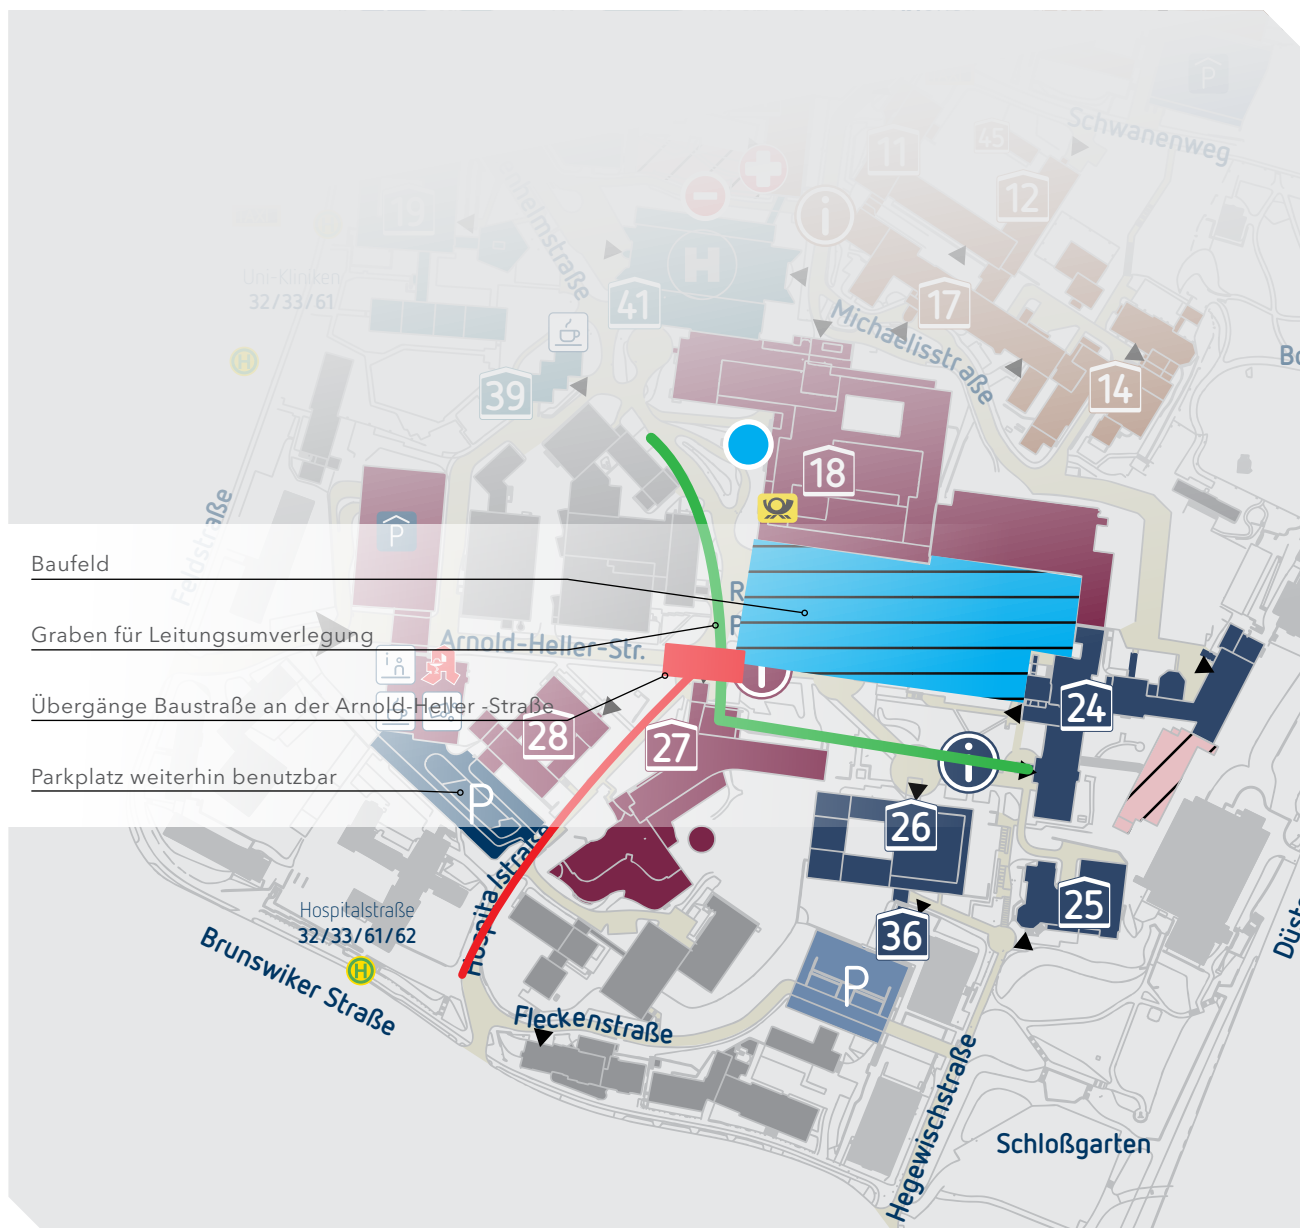 P
Schwanenweg
11
45
12
19
Uni-Kliniken
32/33/61
H
H
41
17
Michaelisstraße
39
14
18
P
Feldstraße
Baufeld
Graben für Leitungsumverlegung
Arnold-Heller-Str.
Übergänge Baustraße an der Arnold-Heller -Straße
Parkplatz weiterhin benutzbar
R
P
i
i
i
24
28
27
P
26
25
36
Hospitalstraße
Hospitalstraße
32/33/61/62
H
Brunswiker Straße
Fleckenstraße
P
Hegewischstraße
Schloßgarten
Düst